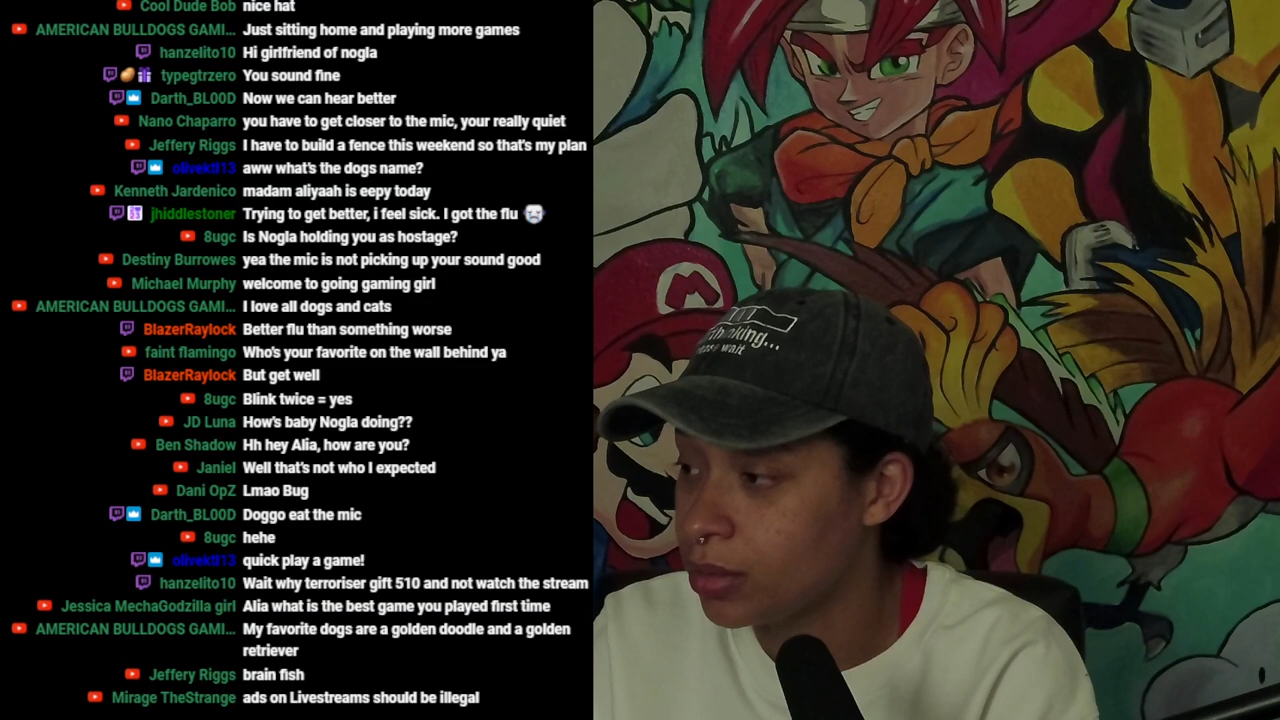 Cool Dude Bob nice hat
AMERICAN BULLDOGS GAMI... Just sitting home and playing more games
hanzelito10 Hi girlfriend of nogla
typegtrzero You sound fine
Darth_BL00D Now we can hear better
Nano Chaparro you have to get closer to the mic, your really quiet
Jeffery Riggs I have to build a fence this weekend so that's my plan
olivektl13 aww what's the dogs name?
Kenneth Jardenico madam aliyaah is eepy today
jhiddlestoner Trying to get better, i feel sick. I got the flu
8ugc Is Nogla holding you as hostage?
Destiny Burrowes yea the mic is not picking up your sound good
Michael Murphy welcome to going gaming girl
AMERICAN BULLDOGS GAMI... I love all dogs and cats
BlazerRaylock Better flu than something worse
faint flamingo Who's your favorite on the wall behind ya
BlazerRaylock But get well
8ugc Blink twice = yes
JD Luna How's baby Nogla doing??
Ben Shadow Hh hey Alia, how are you?
Janiel Well that's not who I expected
Dani OpZ Lmao Bug
Darth_BL00D Doggo eat the mic
8ugc hehe
olivektl13 quick play a game!
hanzelito10 Wait why terroriser gift 510 and not watch the stream
Jessica MechaGodzilla girl Alia what is the best game you played first time
AMERICAN BULLDOGS GAMI... My favorite dogs are a golden doodle and a golden
retriever
Jeffery Riggs brain fish
Mirage TheStrange ads on Livestreams should be illegal
M
thinking...
wait